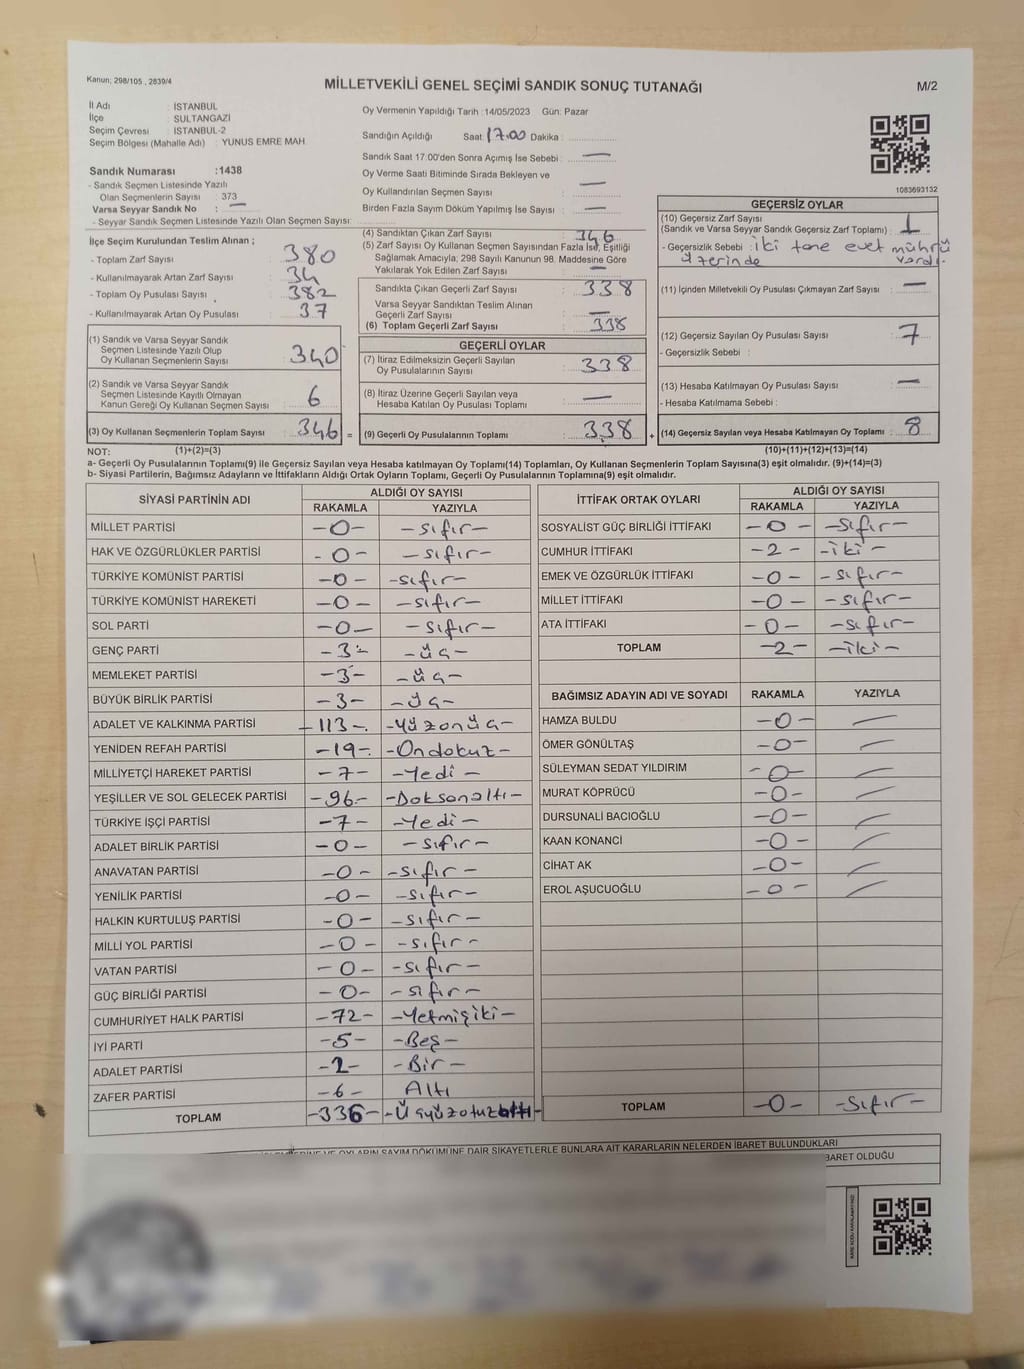 Kanun; 298/105 , 2839/4
MİLLETVEKİLİ GENEL SEÇİMİ SANDIK SONUÇ TUTANAĞI
M/2
İl Adı : İSTANBUL
İlçe : SULTANGAZİ
Seçim Çevresi : İSTANBUL-2
Seçim Bölgesi (Mahalle Adı) : YUNUS EMRE MAH
Sandık Numarası :1438
- Sandık Seçmen Listesinde Yazılı
Olan Seçmenlerin Sayısı : 373
Varsa Seyyar Sandık No : —
- Seyyar Sandık Seçmen Listesinde Yazılı Olan Seçmen Sayısı:
Oy Vermenin Yapıldığı Tarih :14/05/2023 Gün: Pazar
Sandığın Açıldığı Saat 17.00 Dakika :
Sandık Saat 17:00'den Sonra Açımış İse Sebebi : —
Oy Verme Saati Bitiminde Sırada Bekleyen ve
Oy Kullandırılan Seçmen Sayısı : —
Birden Fazla Sayım Döküm Yapılmış İse Sayısı : —
1083693132
İlçe Seçim Kurulundan Teslim Alınan ;
- Toplam Zarf Sayısı : 380
- Kullanılmayarak Artan Zarf Sayısı : 34
- Toplam Oy Pusulası Sayısı : 382
- Kullanılmayarak Artan Oy Pusulası : 37
(1) Sandık ve Varsa Seyyar Sandık
Seçmen Listesinde Yazılı Olup
Oy Kullanan Seçmenlerin Sayısı : 340
(2) Sandık ve Varsa Seyyar Sandık
Seçmen Listesinde Kayıtlı Olmayan
Kanun Gereği Oy Kullanan Seçmen Sayısı : 6
(3) Oy Kullanan Seçmenlerin Toplam Sayısı : 346 =
(4) Sandıktan Çıkan Zarf Sayısı : 346
(5) Zarf Sayısı Oy Kullanan Seçmen Sayısından Fazla İse, Eşitliği
Sağlamak Amacıyla; 298 Sayılı Kanunun 98. Maddesine Göre
Yakılarak Yok Edilen Zarf Sayısı : —
Sandıkta Çıkan Geçerli Zarf Sayısı : 338
Varsa Seyyar Sandıktan Teslim Alınan
Geçerli Zarf Sayısı : —
(6) Toplam Geçerli Zarf Sayısı : 338
GEÇERLİ OYLAR
(7) İtiraz Edilmeksizin Geçerli Sayılan
Oy Pusulalarının Sayısı : 338
(8) İtiraz Üzerine Geçerli Sayılan veya
Hesaba Katılan Oy Pusulası Toplamı : —
(9) Geçerli Oy Pusulalarının Toplamı : 338 +
GEÇERSİZ OYLAR
(10) Geçersiz Zarf Sayısı
(Sandık ve Varsa Seyyar Sandık Geçersiz Zarf Toplamı) : 1
- Geçersizlik Sebebi : iki tane evet mührü
üzerinde vardı.
(11) İçinden Milletvekili Oy Pusulası Çıkmayan Zarf Sayısı : —
(12) Geçersiz Sayılan Oy Pusulası Sayısı : 7
- Geçersizlik Sebebi :
(13) Hesaba Katılmayan Oy Pusulası Sayısı : —
- Hesaba Katılmama Sebebi :
(14) Geçersiz Sayılan veya Hesaba Katılmayan Oy Toplamı : 8
NOT: (1)+(2)=(3) (10)+(11)+(12)+(13)=(14)
a- Geçerli Oy Pusulalarının Toplamı(9) ile Geçersiz Sayılan veya Hesaba katılmayan Oy Toplamı(14) Toplamları, Oy Kullanan Seçmenlerin Toplam Sayısına(3) eşit olmalıdır. (9)+(14)=(3)
b- Siyasi Partilerin, Bağımsız Adayların ve İttifakların Aldığı Ortak Oyların Toplamı, Geçerli Oy Pusulalarının Toplamına(9) eşit olmalıdır.
SİYASİ PARTİNİN ADI ALDIĞI OY SAYISI
RAKAMLA YAZIYLA
MİLLET PARTİSİ -0- -sıfır-
HAK VE ÖZGÜRLÜKLER PARTİSİ -0- -sıfır-
TÜRKİYE KOMÜNİST PARTİSİ -0- -sıfır-
TÜRKİYE KOMÜNİST HAREKETİ -0- -sıfır-
SOL PARTİ -0- -sıfır-
GENÇ PARTİ -3- -üç-
MEMLEKET PARTİSİ -3- -üç-
BÜYÜK BİRLİK PARTİSİ -3- -üç-
ADALET VE KALKINMA PARTİSİ -113- -Yüzonüç-
YENİDEN REFAH PARTİSİ -19- -Ondokuz-
MİLLİYETÇİ HAREKET PARTİSİ -7- -Yedi-
YEŞİLLER VE SOL GELECEK PARTİSİ -96- -Doksanaltı-
TÜRKİYE İŞÇİ PARTİSİ -7- -Yedi-
ADALET BİRLİK PARTİSİ -0- -sıfır-
ANAVATAN PARTİSİ -0- -sıfır-
YENİLİK PARTİSİ -0- -sıfır-
HALKIN KURTULUŞ PARTİSİ -0- -sıfır-
MİLLİ YOL PARTİSİ -0- -sıfır-
VATAN PARTİSİ -0- -sıfır-
GÜÇ BİRLİĞİ PARTİSİ -0- -sıfır-
CUMHURİYET HALK PARTİSİ -72- -Yetmişiki-
İYİ PARTİ -5- -Beş-
ADALET PARTİSİ -Bir-
ZAFER PARTİSİ -6- Altı
TOPLAM -336- -Üçyüzotuzaltı-
İTTİFAK ORTAK OYLARI ALDIĞI OY SAYISI
RAKAMLA YAZIYLA
SOSYALİST GÜÇ BİRLİĞİ İTTİFAKI -0- -sıfır-
CUMHUR İTTİFAKI -2- -iki-
EMEK VE ÖZGÜRLÜK İTTİFAKI -0- -sıfır-
MİLLET İTTİFAKI -0- -sıfır-
ATA İTTİFAKI -0- -sıfır-
TOPLAM -2- -iki-
BAĞIMSIZ ADAYIN ADI VE SOYADI RAKAMLA YAZIYLA
HAMZA BULDU -0- —
ÖMER GÖNÜLTAŞ -0- —
SÜLEYMAN SEDAT YILDIRIM -0- —
MURAT KÖPRÜCÜ -0- —
DURSUNALİ BACIOĞLU -0- —
KAAN KONANCİ -0- —
CİHAT AK -0- —
EROL AŞUCUOĞLU -0- —
TOPLAM -0- -Sıfır-
VE OYLARIN SAYIM DÖKÜMÜNE DAİR ŞİKAYETLERLE BUNLARA AİT KARARLARIN NELERDEN İBARET BULUNDUKLARI
BARET OLDUĞU